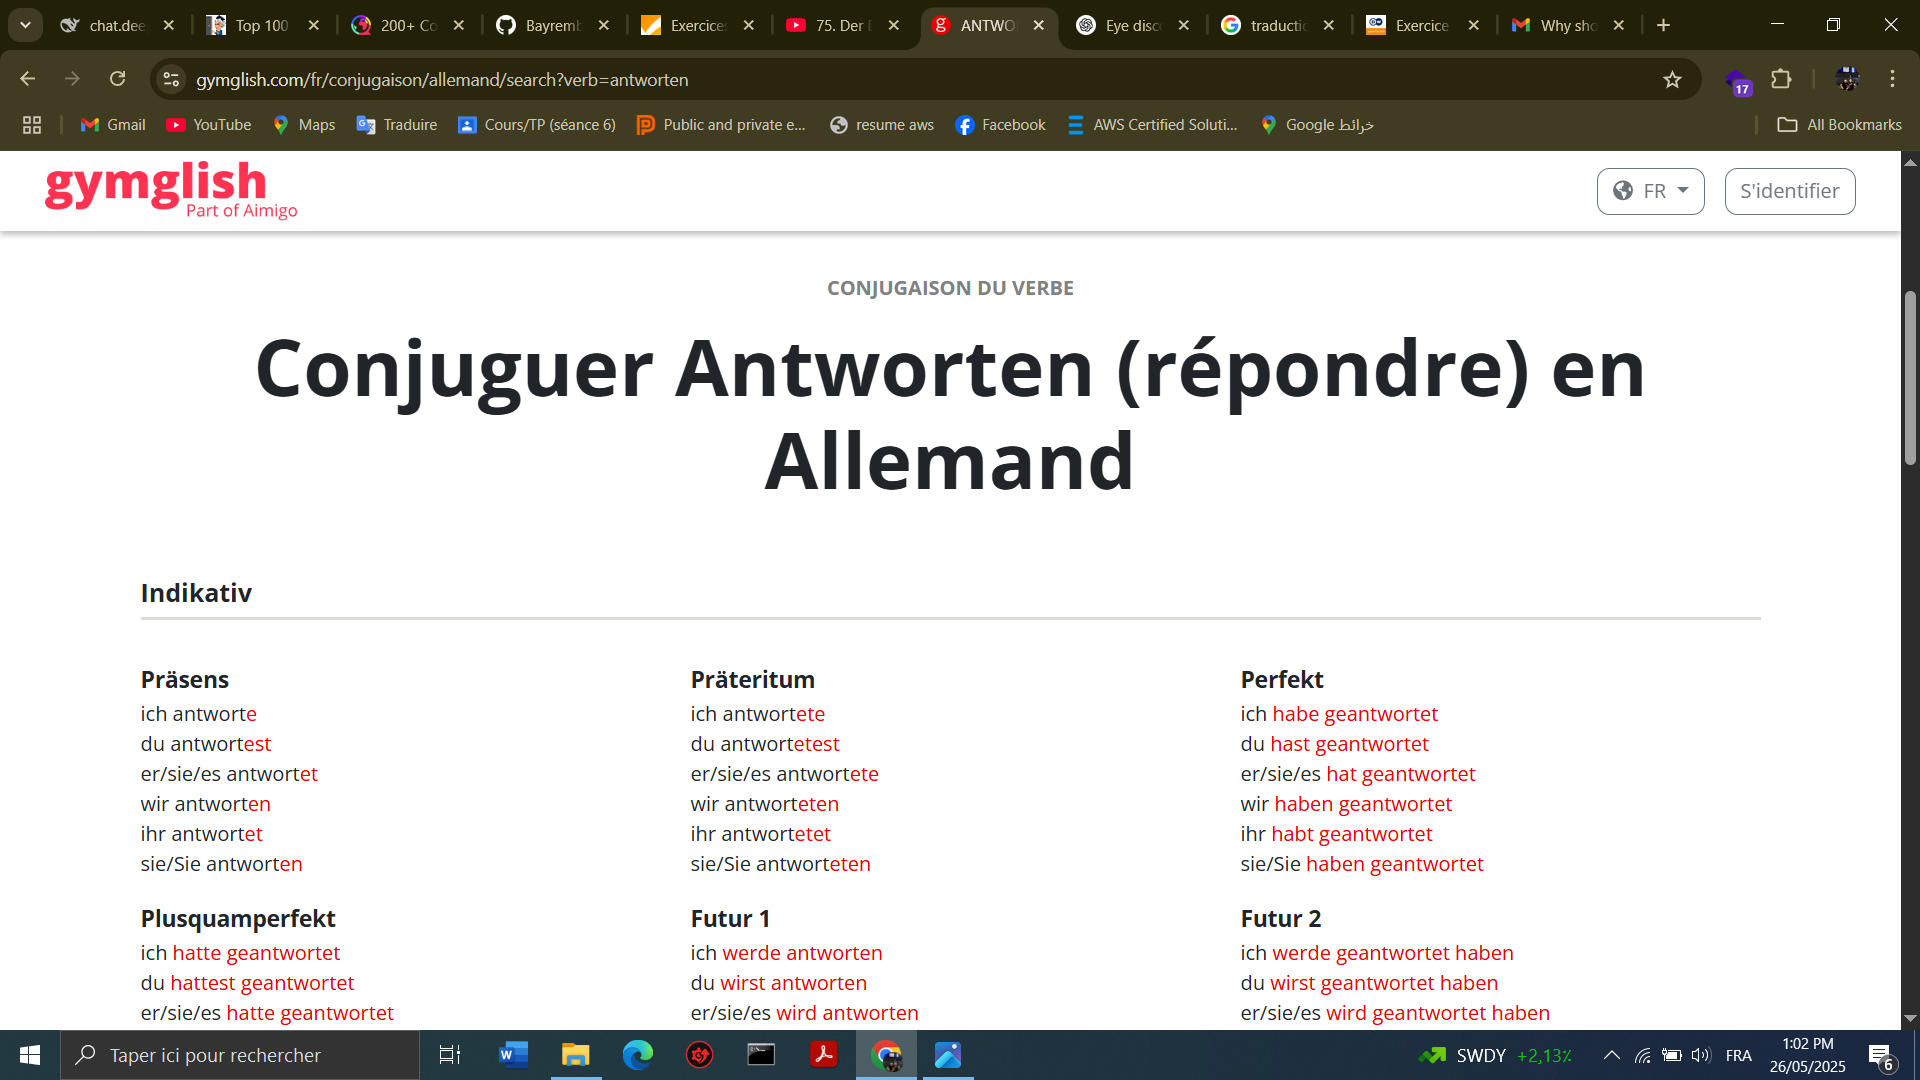 chat.dee
Top 100
200+ Co
Bayremb
Exercices
75. Der E
ANTWO
Eye disc
traductio
Exercice
Why sho
gymglish.com/fr/conjugaison/allemand/search?verb=antworten
17
Gmail
YouTube
Maps
Traduire
Cours/TP (séance 6)
Public and private e...
resume aws
Facebook
AWS Certified Soluti...
خرائط Google
All Bookmarks
gymglish
Part of Aimigo
FR
S'identifier
CONJUGAISON DU VERBE
Conjuguer Antworten (répondre) en
Allemand
Indikativ
Präsens
ich antworte
du antwortest
er/sie/es antwortet
wir antworten
ihr antwortet
sie/Sie antworten
Präteritum
ich antwortete
du antwortetest
er/sie/es antwortete
wir antworteten
ihr antwortetet
sie/Sie antworteten
Perfekt
ich habe geantwortet
du hast geantwortet
er/sie/es hat geantwortet
wir haben geantwortet
ihr habt geantwortet
sie/Sie haben geantwortet
Plusquamperfekt
ich hatte geantwortet
du hattest geantwortet
er/sie/es hatte geantwortet
Futur 1
ich werde antworten
du wirst antworten
er/sie/es wird antworten
Futur 2
ich werde geantwortet haben
du wirst geantwortet haben
er/sie/es wird geantwortet haben
Taper ici pour rechercher
SWDY +2,13%
FRA
1:02 PM
26/05/2025
6